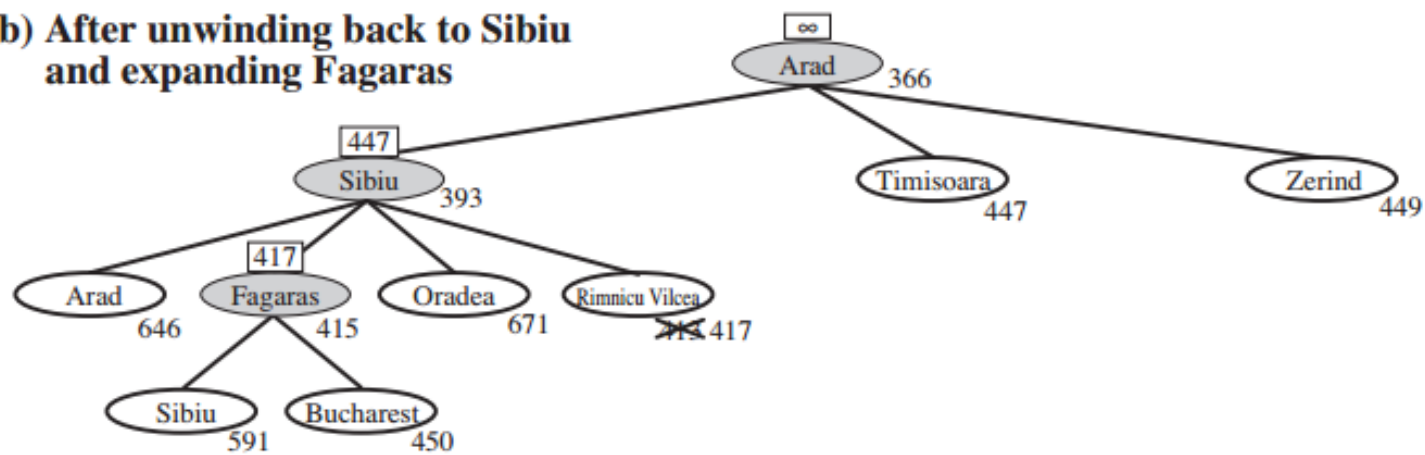 b) After unwinding back to Sibiu
and expanding Fagaras
∞
Arad
366
447
Sibiu
393
Timisoara
447
Zerind
449
417
Arad
646
Fagaras
415
Oradea
671
Rimnicu Vilcea
413 417
Sibiu
591
Bucharest
450